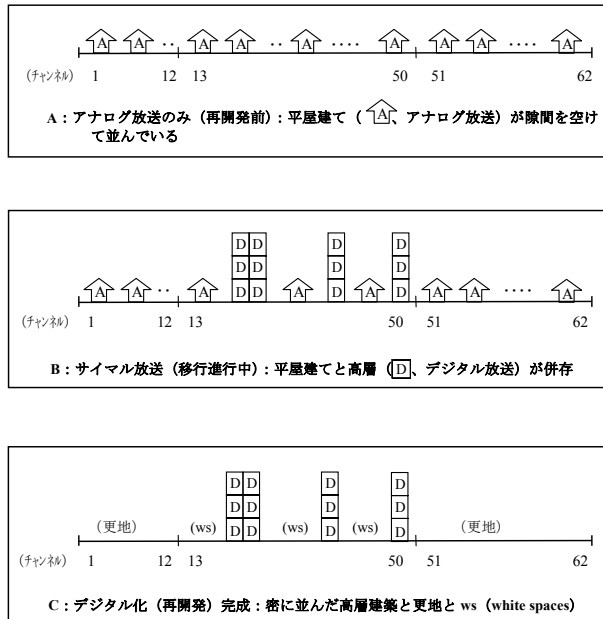 A A ‥ A A ‥ A ‥‥ A A A ‥‥ A
(チャンネル) 1 12 13 50 51 62
A：アナログ放送のみ（再開発前）：平屋建て（A、アナログ放送）が隙間を空け
て並んでいる
D D D D
D D D D
A A ‥ A D D A D A D A A ‥‥ A
(チャンネル) 1 12 13 50 51 62
B：サイマル放送（移行進行中）：平屋建てと高層（D、デジタル放送）が併存
D D D D
D D D D
（更地） (ws) D D (ws) D (ws) D （更地）
(チャンネル) 1 12 13 50 51 62
C：デジタル化（再開発）完成：密に並んだ高層建築と更地と ws（white spaces）